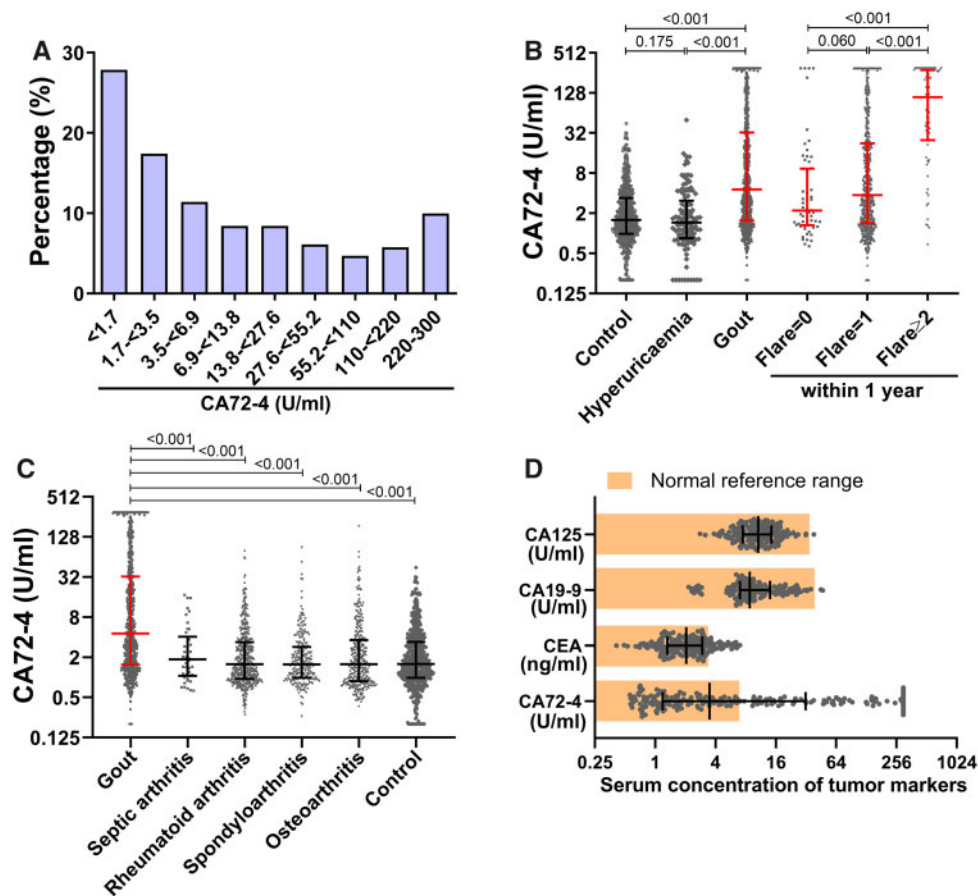 A
Percentage (%)
30
20
10
0
<1.7
1.7-<3.5
3.5-<6.9
6.9-<13.8
13.8-<27.6
27.6-<55.2
55.2-<110
110-<220
220-300
CA72-4 (U/ml)
B
<0.001
<0.001
0.175
<0.001
0.060
<0.001
CA72-4 (U/ml)
512
128
32
8
2
0.5
0.125
Control
Hyperuricaemia
Gout
Flare=0
Flare=1
Flare≥2
within 1 year
C
<0.001
<0.001
<0.001
<0.001
<0.001
CA72-4 (U/ml)
512
128
32
8
2
0.5
0.125
Gout
Septic arthritis
Rheumatoid arthritis
Spondyloarthritis
Osteoarthritis
Control
D
Normal reference range
CA125
(U/ml)
CA19-9
(U/ml)
CEA
(ng/ml)
CA72-4
(U/ml)
0.25 1 4 16 64 256 1024
Serum concentration of tumor markers